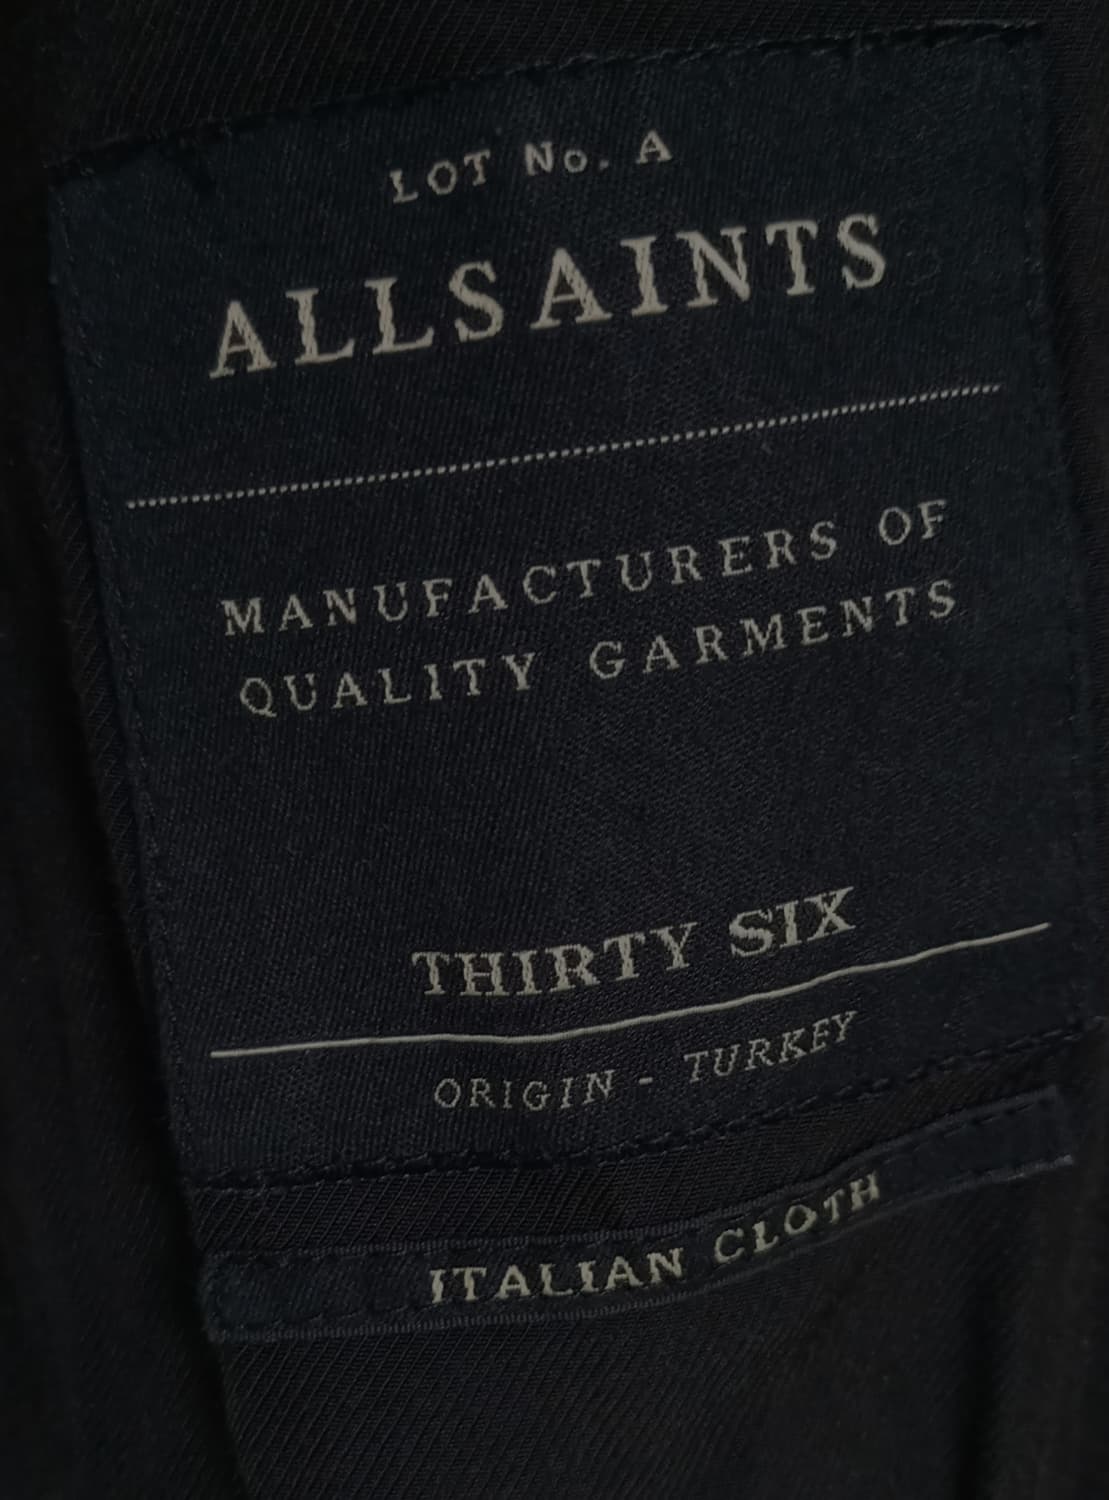 LOT No. A
ALLSAINTS
MANUFACTURERS OF
QUALITY GARMENTS
THIRTY SIX
ORIGIN - TURKEY
ITALIAN CLOTH